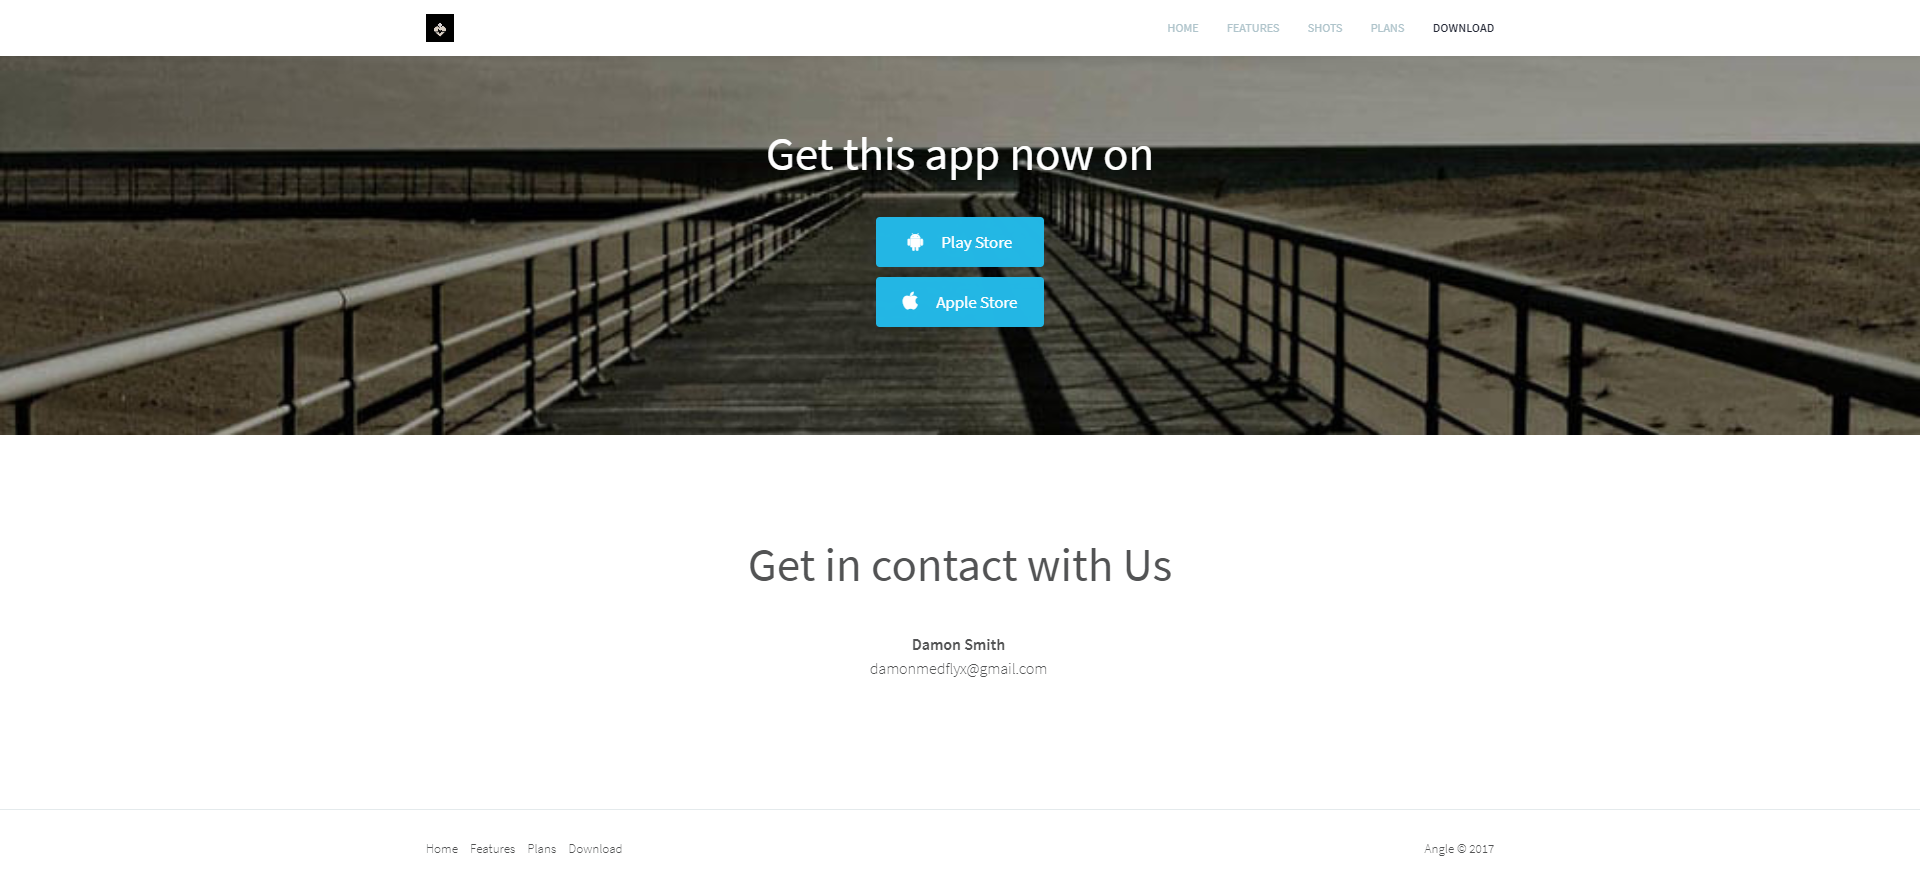 HOME FEATURES SHOTS PLANS DOWNLOAD
Get this app now on
Play Store
Apple Store
Get in contact with Us
Damon Smith
damonmedflyx@gmail.com
Home Features Plans Download
Angle © 2017